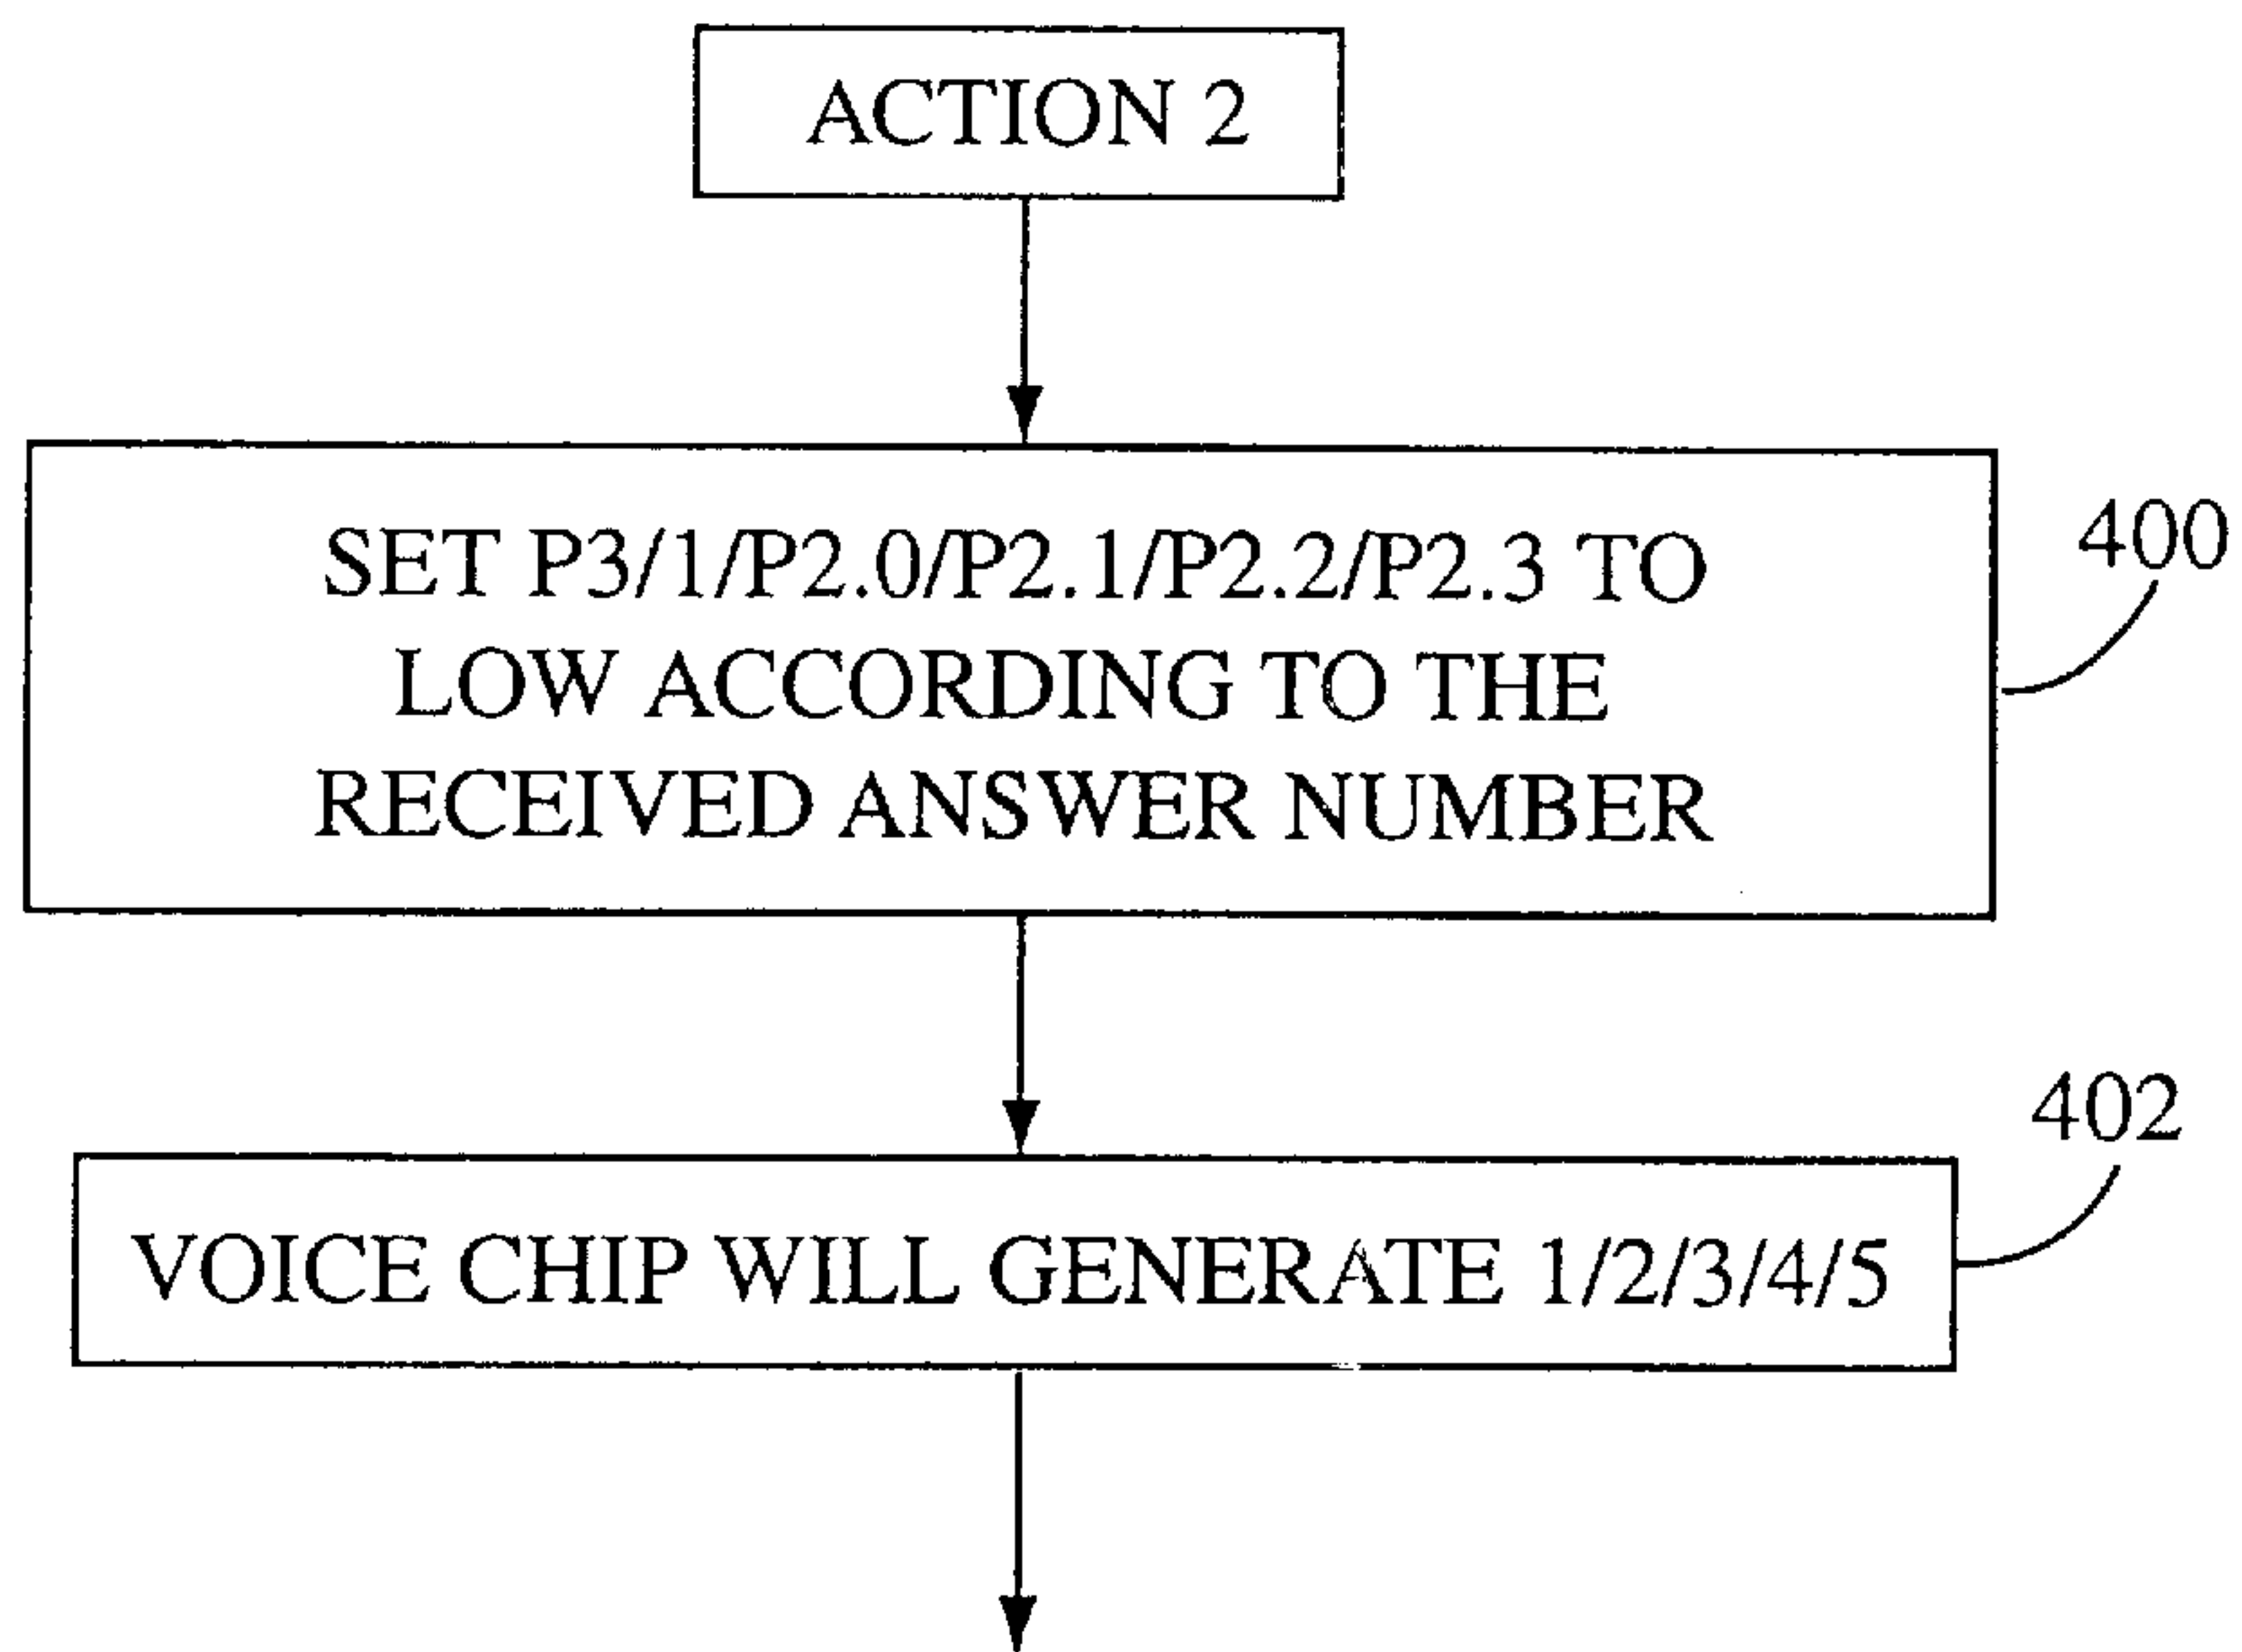 ACTION 2
SET P3/1/P2.0/P2.1/P2.2/P2.3 TO
LOW ACCORDING TO THE
RECEIVED ANSWER NUMBER
400
402
VOICE CHIP WILL GENERATE 1/2/3/4/5